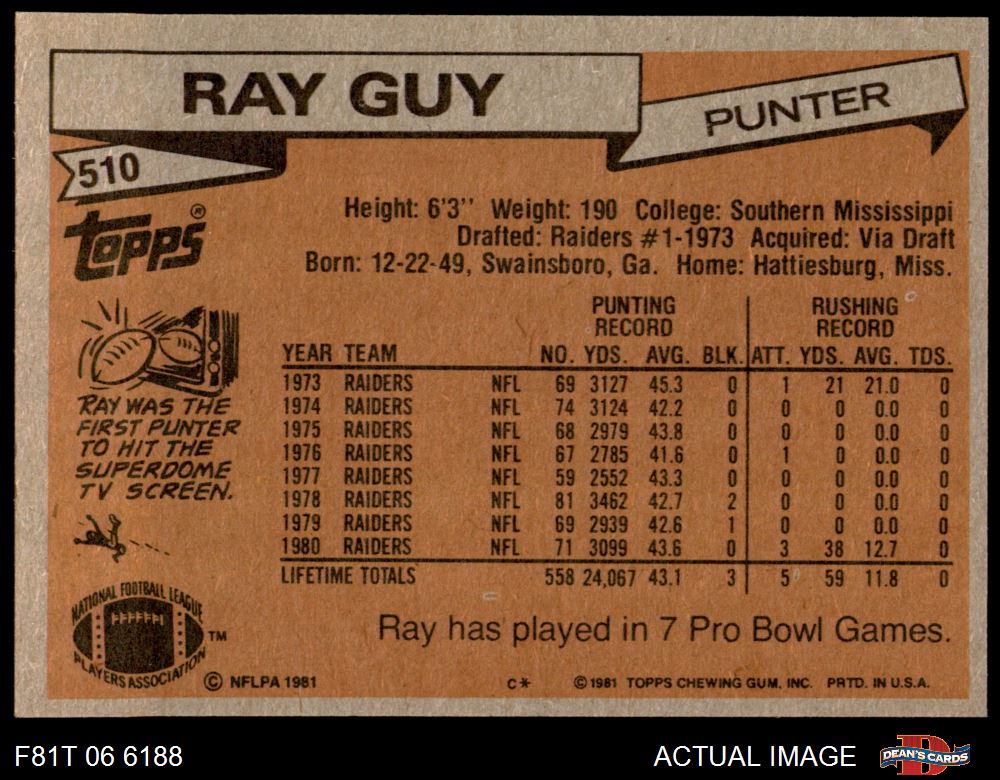 RAY GUY
PUNTER
510
TOPPS®
Height: 6'3'' Weight: 190 College: Southern Mississippi
Drafted: Raiders #1-1973 Acquired: Via Draft
Born: 12-22-49, Swainsboro, Ga. Home: Hattiesburg, Miss.
RAY WAS THE
FIRST PUNTER
TO HIT THE
SUPERDOME
TV SCREEN.
PUNTING RUSHING
RECORD RECORD
YEAR TEAM NO. YDS. AVG. BLK. ATT. YDS. AVG. TDS.
1973 RAIDERS NFL 69 3127 45.3 0 1 21 21.0 0
1974 RAIDERS NFL 74 3124 42.2 0 0 0 0.0 0
1975 RAIDERS NFL 68 2979 43.8 0 0 0 0.0 0
1976 RAIDERS NFL 67 2785 41.6 0 1 0 0.0 0
1977 RAIDERS NFL 59 2552 43.3 0 0 0 0.0 0
1978 RAIDERS NFL 81 3462 42.7 2 0 0 0.0 0
1979 RAIDERS NFL 69 2939 42.6 1 0 0 0.0 0
1980 RAIDERS NFL 71 3099 43.6 0 3 38 12.7 0
LIFETIME TOTALS 558 24,067 43.1 3 5 59 11.8 0
NATIONAL FOOTBALL LEAGUE
PLAYERS ASSOCIATION
TM
Ray has played in 7 Pro Bowl Games.
© NFLPA 1981 C* © 1981 TOPPS CHEWING GUM, INC. PRTD. IN U.S.A.
F81T 06 6188 ACTUAL IMAGE DEAN'S CARDS